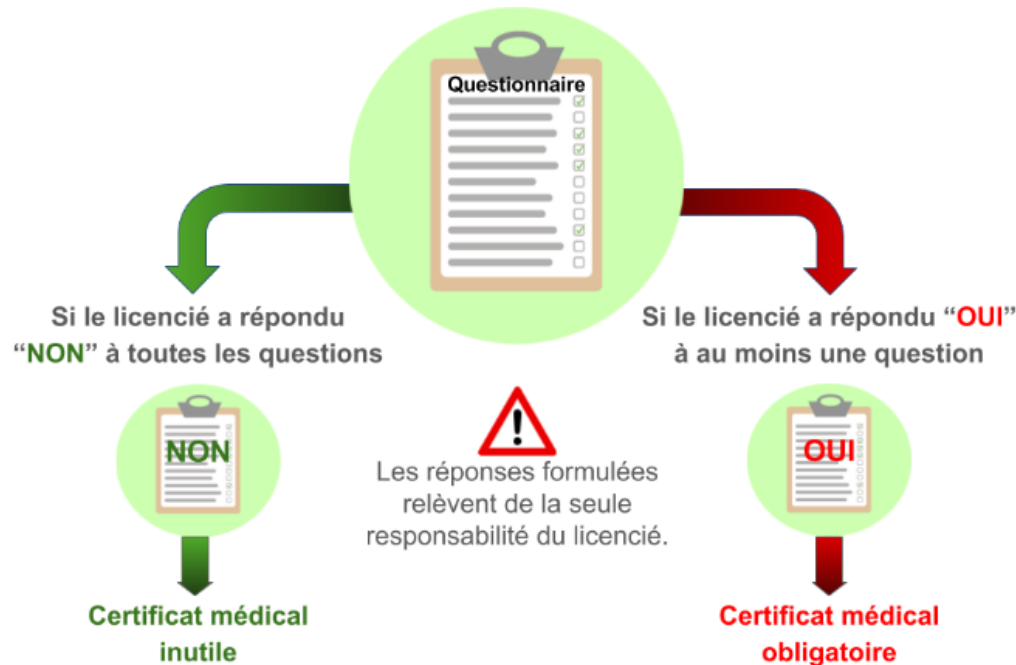 Questionnaire
Si le licencié a répondu
“NON” à toutes les questions
Si le licencié a répondu “OUI”
à au moins une question
NON
OUI
Les réponses formulées
relèvent de la seule
responsabilité du licencié.
Certificat médical
inutile
Certificat médical
obligatoire